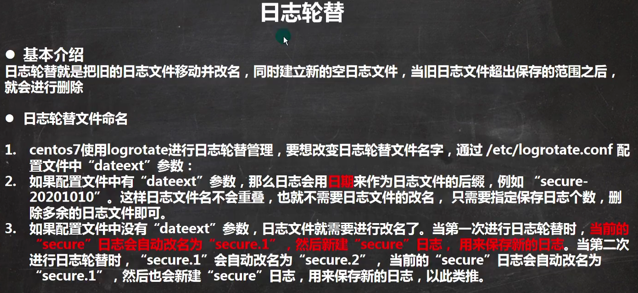 日志轮替
● 基本介绍
日志轮替就是把旧的日志文件移动并改名，同时建立新的空日志文件，当旧日志文件超出保存的范围之后，
就会进行删除
● 日志轮替文件命名
1. centos7使用logrotate进行日志轮替管理，要想改变日志轮替文件名字，通过 /etc/logrotate.conf 配
置文件中“dateext”参数：
2. 如果配置文件中有“dateext”参数，那么日志会用日期来作为日志文件的后缀，例如 “secure-
20201010”。这样日志文件名不会重叠，也就不需要日志文件的改名， 只需要指定保存日志个数，删
除多余的日志文件即可。
3. 如果配置文件中没有“dateext”参数，日志文件就需要进行改名了。当第一次进行日志轮替时，当前的
“secure”日志会自动改名为“secure.1”，然后新建“secure”日志， 用来保存新的日志。当第二次
进行日志轮替时，“secure.1”会自动改名为“secure.2”， 当前的“secure”日志会自动改名为
“secure.1”，然后也会新建“secure”日志，用来保存新的日志，以此类推。